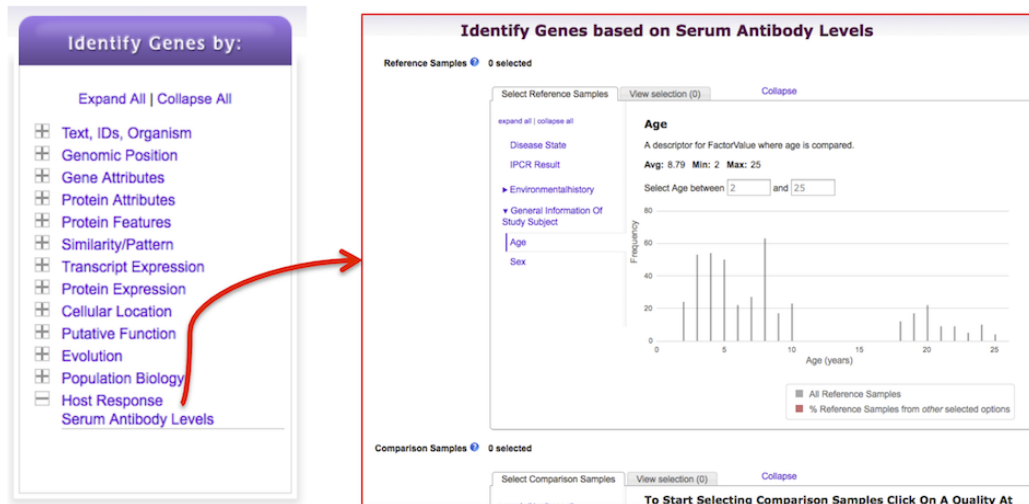 Identify Genes by:
Expand All | Collapse All
Text, IDs, Organism
Genomic Position
Gene Attributes
Protein Attributes
Protein Features
Similarity/Pattern
Transcript Expression
Protein Expression
Cellular Location
Putative Function
Evolution
Population Biology
Host Response
Serum Antibody Levels
Identify Genes based on Serum Antibody Levels
Reference Samples ? 0 selected
Select Reference Samples View selection (0) Collapse
expand all | collapse all
Disease State
IPCR Result
▸ Environmentalhistory
▾ General Information Of
Study Subject
Age
Sex
Age
A descriptor for FactorValue where age is compared.
Avg: 8.79 Min: 2 Max: 25
Select Age between 2 and 25
80
60
40
20
0
Frequency
0 5 10 15 20 25
Age (years)
All Reference Samples
% Reference Samples from other selected options
Comparison Samples ? 0 selected
Select Comparison Samples View selection (0) Collapse
To Start Selecting Comparison Samples Click On A Quality At